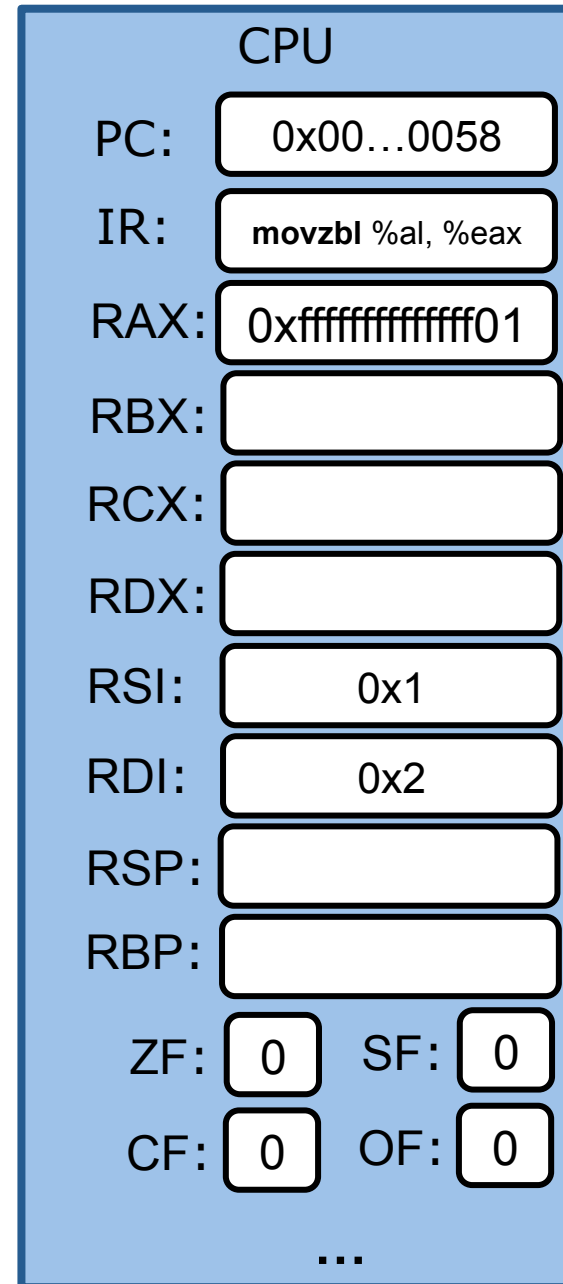 CPU
PC: 0x00…0058
IR: movzbl %al, %eax
RAX: 0xffffffffffffff01
RBX:
RCX:
RDX:
RSI: 0x1
RDI: 0x2
RSP:
RBP:
ZF: 0 SF: 0
CF: 0 OF: 0
…